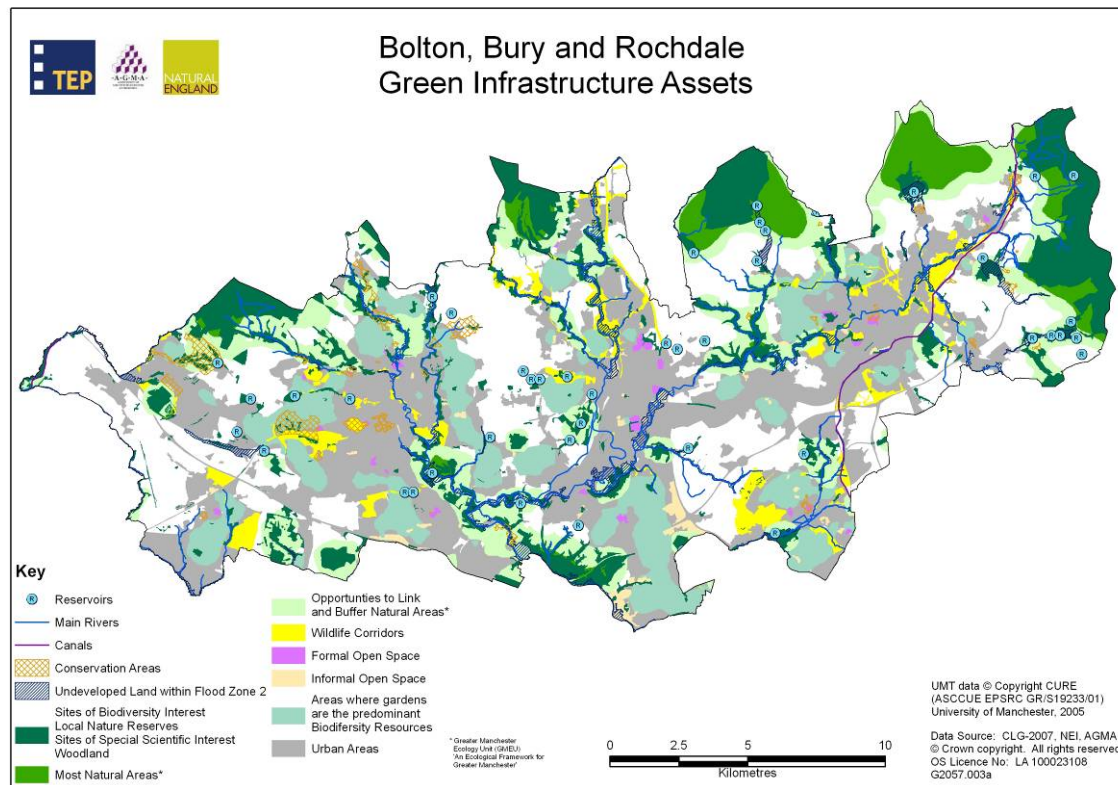 TEP
·A·G·M·A·
NATURAL
ENGLAND
Bolton, Bury and Rochdale
Green Infrastructure Assets
Key
Reservoirs
Main Rivers
Canals
Conservation Areas
Undeveloped Land within Flood Zone 2
Sites of Biodiversity Interest
Local Nature Reserves
Sites of Special Scientific Interest
Woodland
Most Natural Areas*
Opportunties to Link
and Buffer Natural Areas*
Wildlife Corridors
Formal Open Space
Informal Open Space
Areas where gardens
are the predominant
Biodifersity Resources
Urban Areas
* Greater Manchester
Ecology Unit (GMEU)
'An Ecological Framework for
Greater Manchester'
0 2.5 5 10
Kilometres
UMT data © Copyright CURE
(ASCCUE EPSRC GR/S19233/01)
University of Manchester, 2005
Data Source: CLG-2007, NEI, AGMA
© Crown copyright. All rights reserved
OS Licence No: LA 100023108
G2057.003a